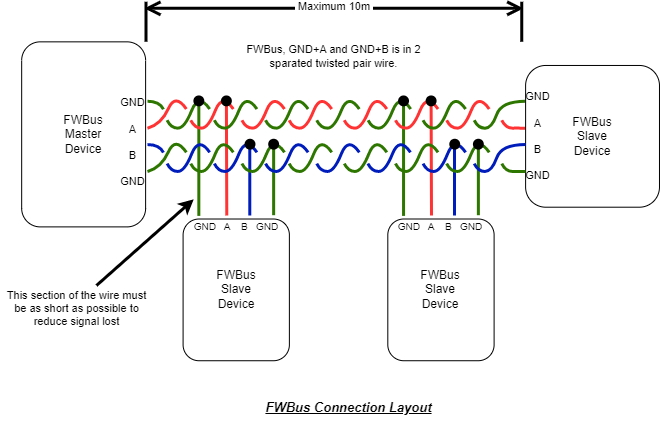 Maximum 10m
FWBus, GND+A and GND+B is in 2
sparated twisted pair wire.
FWBus
Master
Device
GND
A
B
GND
GND
A
B
GND
FWBus
Slave
Device
GND A B GND
FWBus
Slave
Device
GND A B GND
FWBus
Slave
Device
This section of the wire must
be as short as possible to
reduce signal lost
FWBus Connection Layout